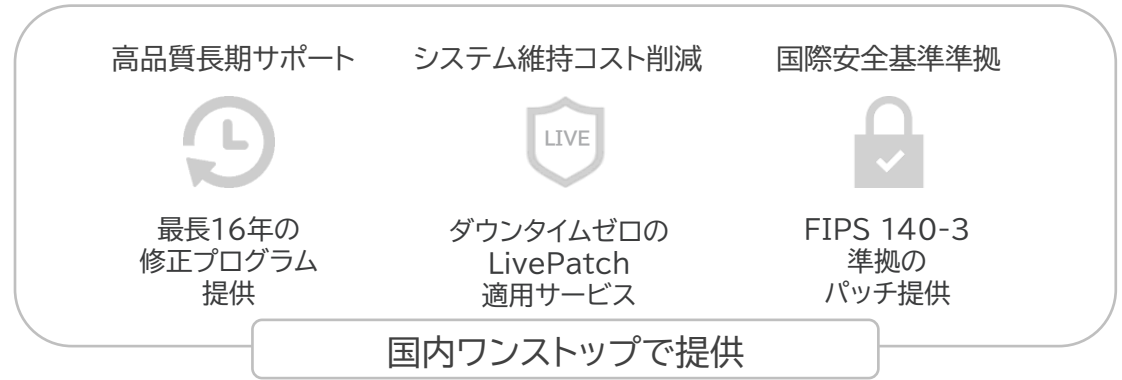 高品質長期サポート
最長16年の
修正プログラム
提供
システム維持コスト削減
LIVE
ダウンタイムゼロの
LivePatch
適用サービス
国際安全基準準拠
FIPS 140-3
準拠の
パッチ提供
国内ワンストップで提供